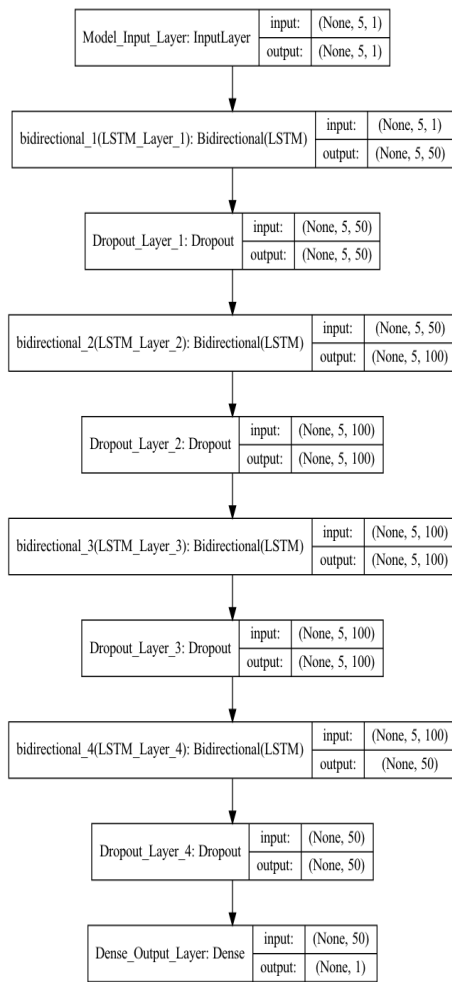 Model_Input_Layer: InputLayer
input: (None, 5, 1)
output: (None, 5, 1)
bidirectional_1(LSTM_Layer_1): Bidirectional(LSTM)
input: (None, 5, 1)
output: (None, 5, 50)
Dropout_Layer_1: Dropout
input: (None, 5, 50)
output: (None, 5, 50)
bidirectional_2(LSTM_Layer_2): Bidirectional(LSTM)
input: (None, 5, 50)
output: (None, 5, 100)
Dropout_Layer_2: Dropout
input: (None, 5, 100)
output: (None, 5, 100)
bidirectional_3(LSTM_Layer_3): Bidirectional(LSTM)
input: (None, 5, 100)
output: (None, 5, 100)
Dropout_Layer_3: Dropout
input: (None, 5, 100)
output: (None, 5, 100)
bidirectional_4(LSTM_Layer_4): Bidirectional(LSTM)
input: (None, 5, 100)
output: (None, 50)
Dropout_Layer_4: Dropout
input: (None, 50)
output: (None, 50)
Dense_Output_Layer: Dense
input: (None, 50)
output: (None, 1)